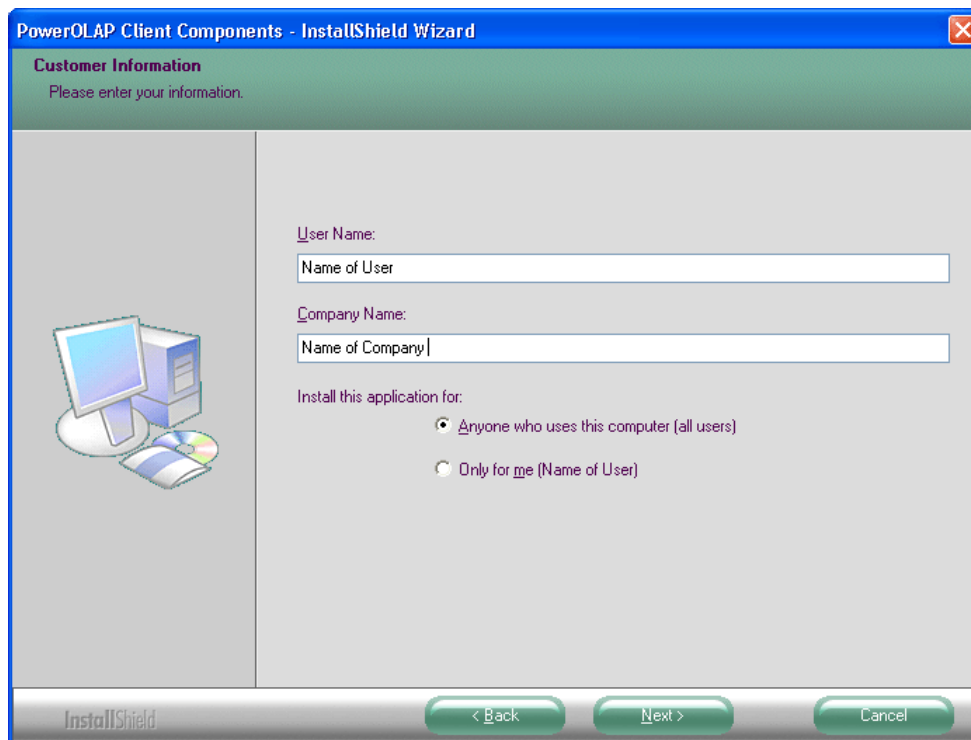 PowerOLAP Client Components - InstallShield Wizard
Customer Information
Please enter your information.
User Name:
Name of User
Company Name:
Name of Company
Install this application for:
Anyone who uses this computer (all users)
Only for me (Name of User)
InstallShield
< Back
Next >
Cancel